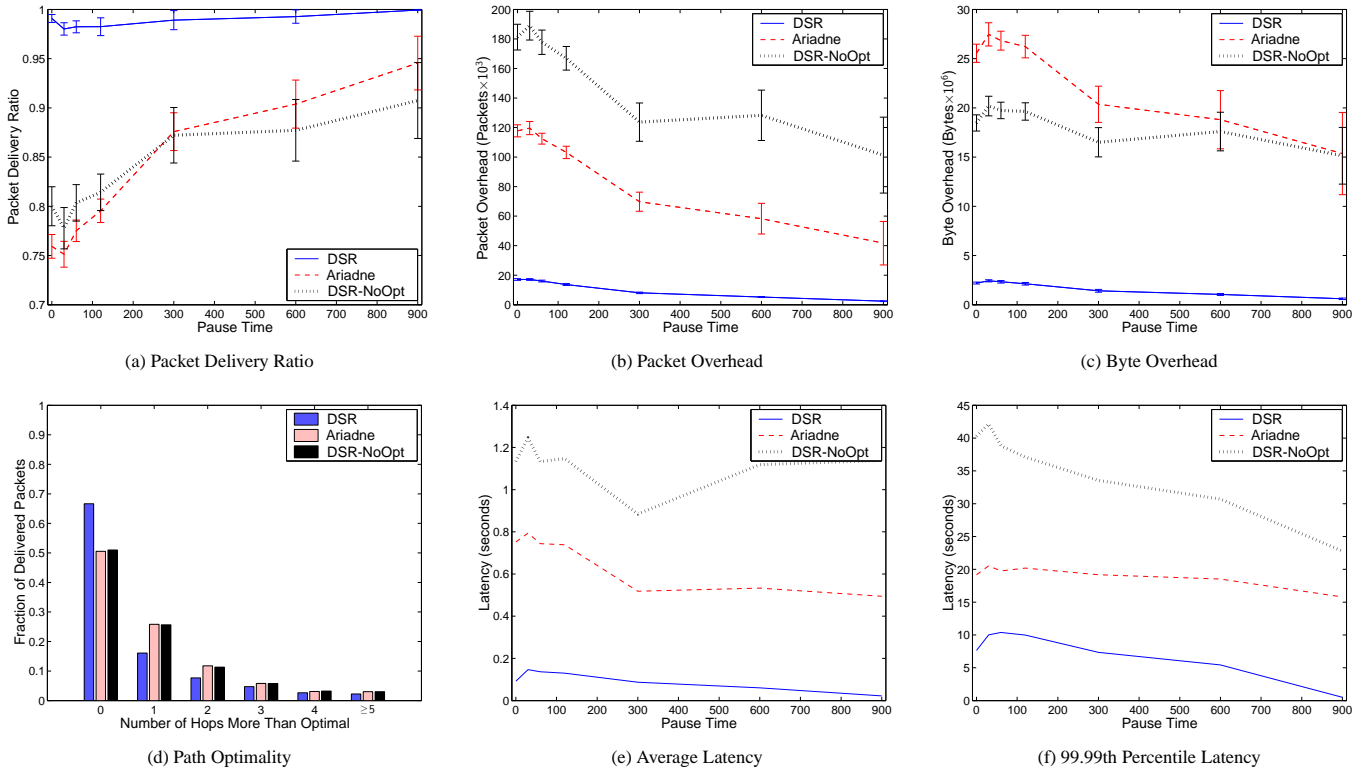 1
0.95
0.9
0.85
0.8
0.75
0.7
Packet Delivery Ratio
0 100 200 300 400 500 600 700 800 900
Pause Time
DSR
Ariadne
DSR-NoOpt
(a) Packet Delivery Ratio
200
180
160
140
120
100
80
60
40
20
0
Packet Overhead (Packets×10³)
0 100 200 300 400 500 600 700 800 900
Pause Time
DSR
Ariadne
DSR-NoOpt
(b) Packet Overhead
30
25
20
15
10
5
0
Byte Overhead (Bytes×10⁶)
0 100 200 300 400 500 600 700 800 900
Pause Time
DSR
Ariadne
DSR-NoOpt
(c) Byte Overhead
1
0.9
0.8
0.7
0.6
0.5
0.4
0.3
0.2
0.1
0
Fraction of Delivered Packets
0 1 2 3 4 ≥5
Number of Hops More Than Optimal
DSR
Ariadne
DSR-NoOpt
(d) Path Optimality
1.4
1.2
1
0.8
0.6
0.4
0.2
0
Latency (seconds)
0 100 200 300 400 500 600 700 800 900
Pause Time
DSR
Ariadne
DSR-NoOpt
(e) Average Latency
45
40
35
30
25
20
15
10
5
0
Latency (seconds)
0 100 200 300 400 500 600 700 800 900
Pause Time
DSR
Ariadne
DSR-NoOpt
(f) 99.99th Percentile Latency